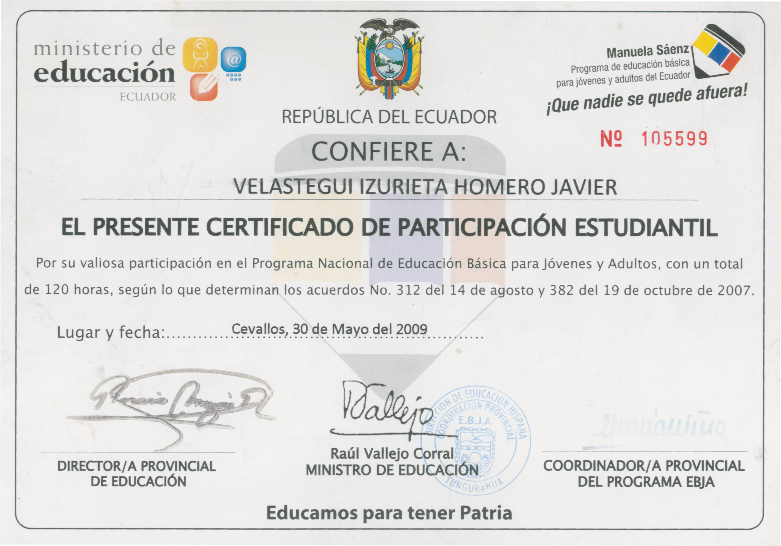 ministerio de
educación
ECUADOR
Manuela Sáenz
Programa de educación básica
para jóvenes y adultos del Ecuador
¡Que nadie se quede afuera!
REPÚBLICA DEL ECUADOR
Nº 105599
CONFIERE A:
VELASTEGUI IZURIETA HOMERO JAVIER
EL PRESENTE CERTIFICADO DE PARTICIPACIÓN ESTUDIANTIL
Por su valiosa participación en el Programa Nacional de Educación Básica para Jóvenes y Adultos, con un total
de 120 horas, según lo que determinan los acuerdos No. 312 del 14 de agosto y 382 del 19 de octubre de 2007.
Lugar y fecha: Cevallos, 30 de Mayo del 2009
DIRECCION DE EDUCACION HISPANA
COORDINACION PROVINCIAL
E.B.J.A.
TUNGURAHUA
DIRECTOR/A PROVINCIAL
DE EDUCACIÓN
RVallejo
Raúl Vallejo Corral
MINISTRO DE EDUCACIÓN
COORDINADOR/A PROVINCIAL
DEL PROGRAMA EBJA
Educamos para tener Patria